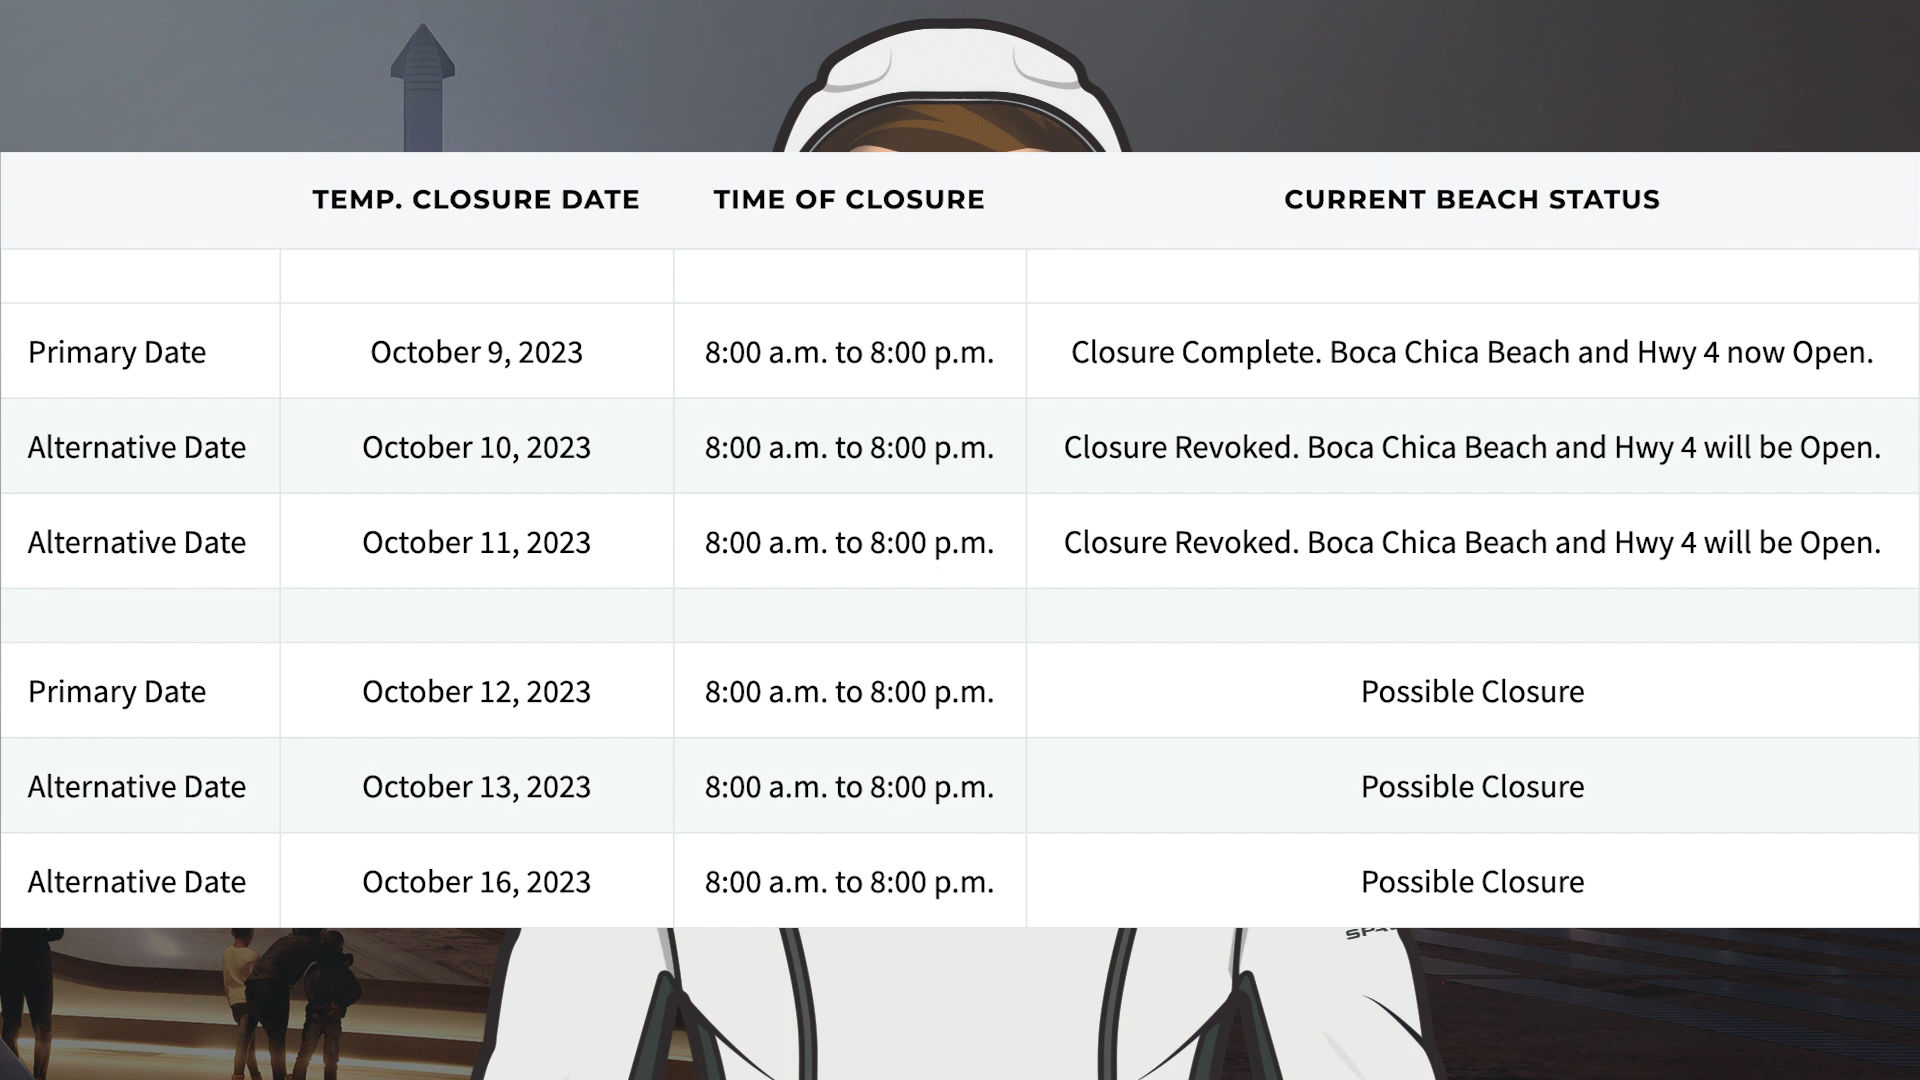 TEMP. CLOSURE DATE TIME OF CLOSURE CURRENT BEACH STATUS
Primary Date October 9, 2023 8:00 a.m. to 8:00 p.m. Closure Complete. Boca Chica Beach and Hwy 4 now Open.
Alternative Date October 10, 2023 8:00 a.m. to 8:00 p.m. Closure Revoked. Boca Chica Beach and Hwy 4 will be Open.
Alternative Date October 11, 2023 8:00 a.m. to 8:00 p.m. Closure Revoked. Boca Chica Beach and Hwy 4 will be Open.
Primary Date October 12, 2023 8:00 a.m. to 8:00 p.m. Possible Closure
Alternative Date October 13, 2023 8:00 a.m. to 8:00 p.m. Possible Closure
Alternative Date October 16, 2023 8:00 a.m. to 8:00 p.m. Possible Closure